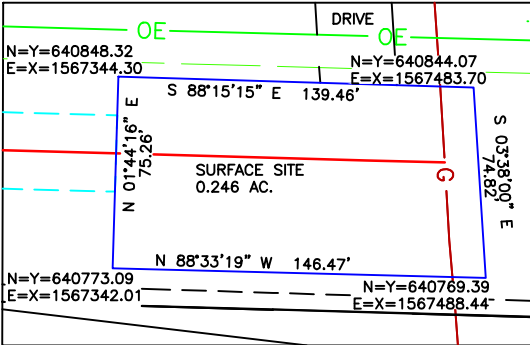 DRIVE
OE
OE
N=Y=640848.32
E=X=1567344.30
N=Y=640844.07
E=X=1567483.70
S 88°15'15" E 139.46'
N 01°44'16" E
75.26'
S 03°38'00" E
74.82'
G
SURFACE SITE
0.246 AC.
N 88°33'19" W 146.47'
N=Y=640773.09
E=X=1567342.01
N=Y=640769.39
E=X=1567488.44